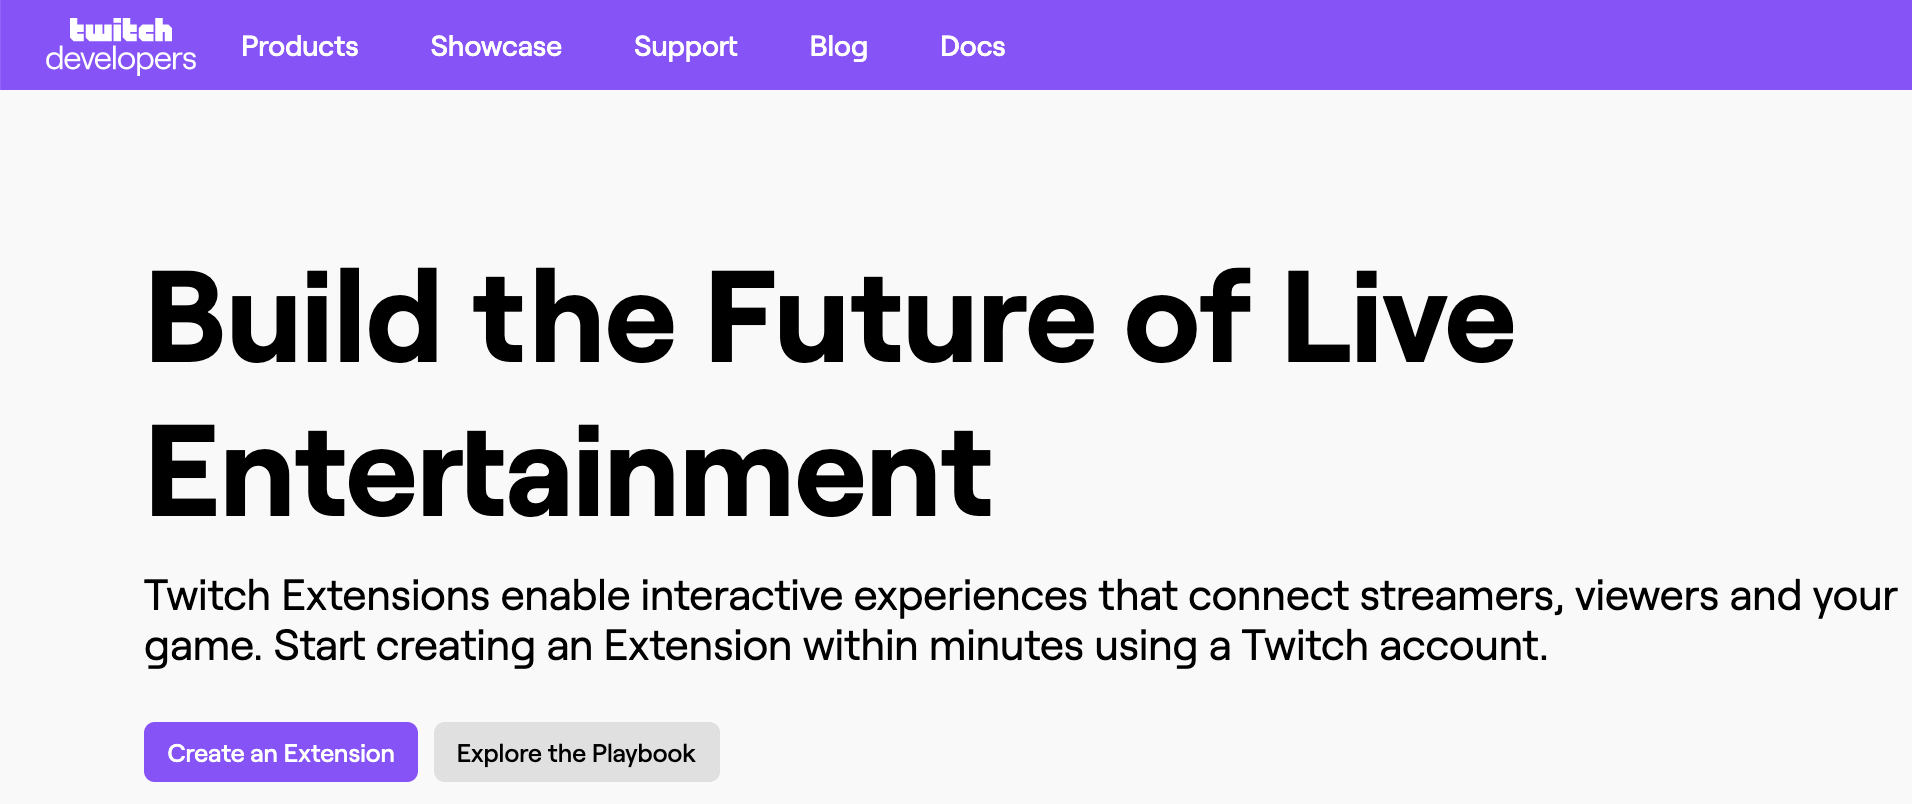 twitch
developers
Products Showcase Support Blog Docs
Build the Future of Live
Entertainment
Twitch Extensions enable interactive experiences that connect streamers, viewers and your
game. Start creating an Extension within minutes using a Twitch account.
Create an Extension Explore the Playbook